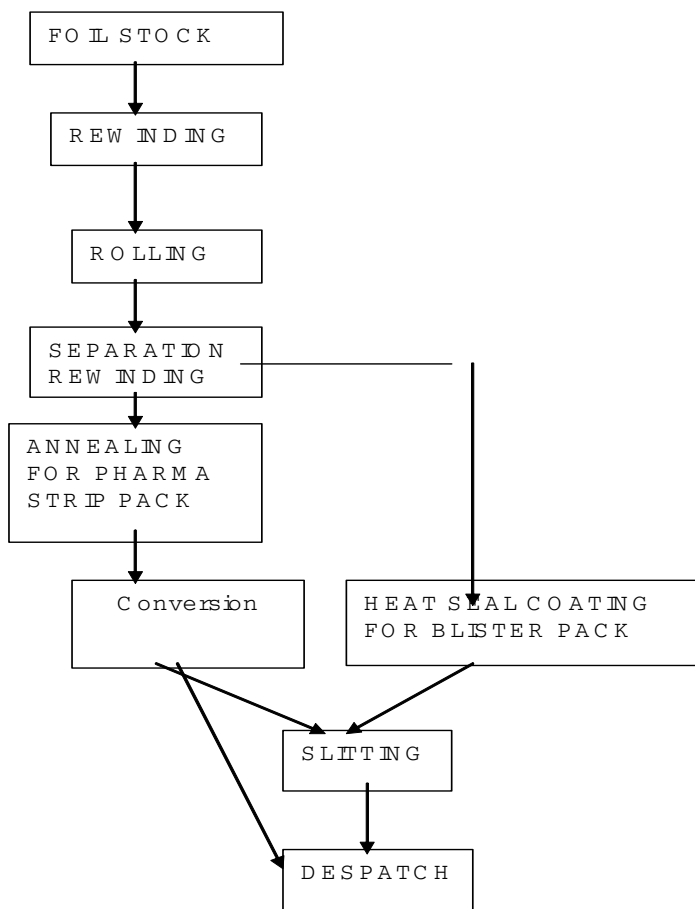 FOIL STOCK
REWINDING
ROLLING
SEPARATION
REWINDING
ANNEALING
FOR PHARMA
STRIP PACK
Conversion
HEAT SEAL COATING
FOR BLISTER PACK
SLITTING
DESPATCH